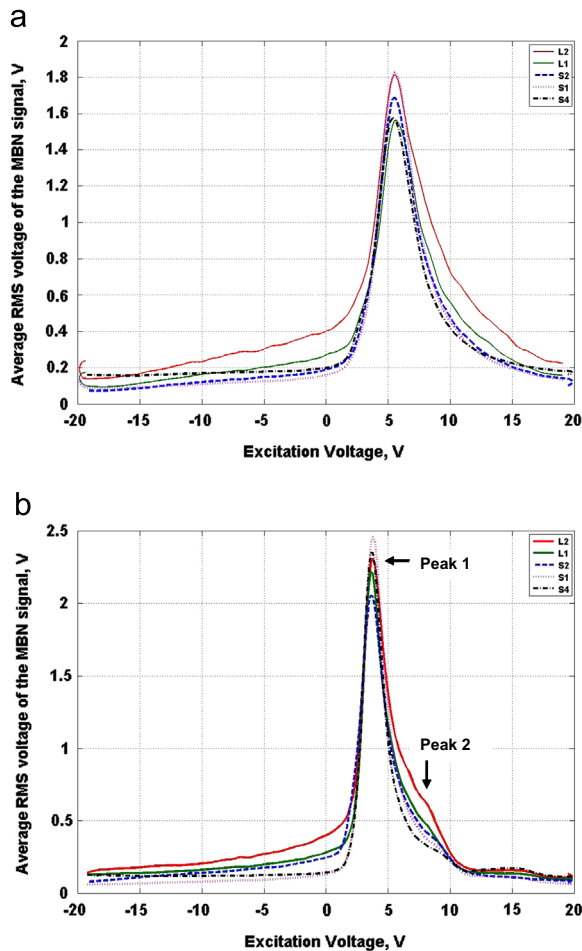 a
2
1.8
1.6
1.4
1.2
1
0.8
0.6
0.4
0.2
0
-20 -15 -10 -5 0 5 10 15 20
Average RMS voltage of the MBN signal, V
Excitation Voltage, V
L2
L1
S2
S1
S4
b
2.5
2
1.5
1
0.5
0
-20 -15 -10 -5 0 5 10 15 20
Average RMS voltage of the MBN signal, V
Excitation Voltage, V
L2
L1
S2
S1
S4
Peak 1
Peak 2